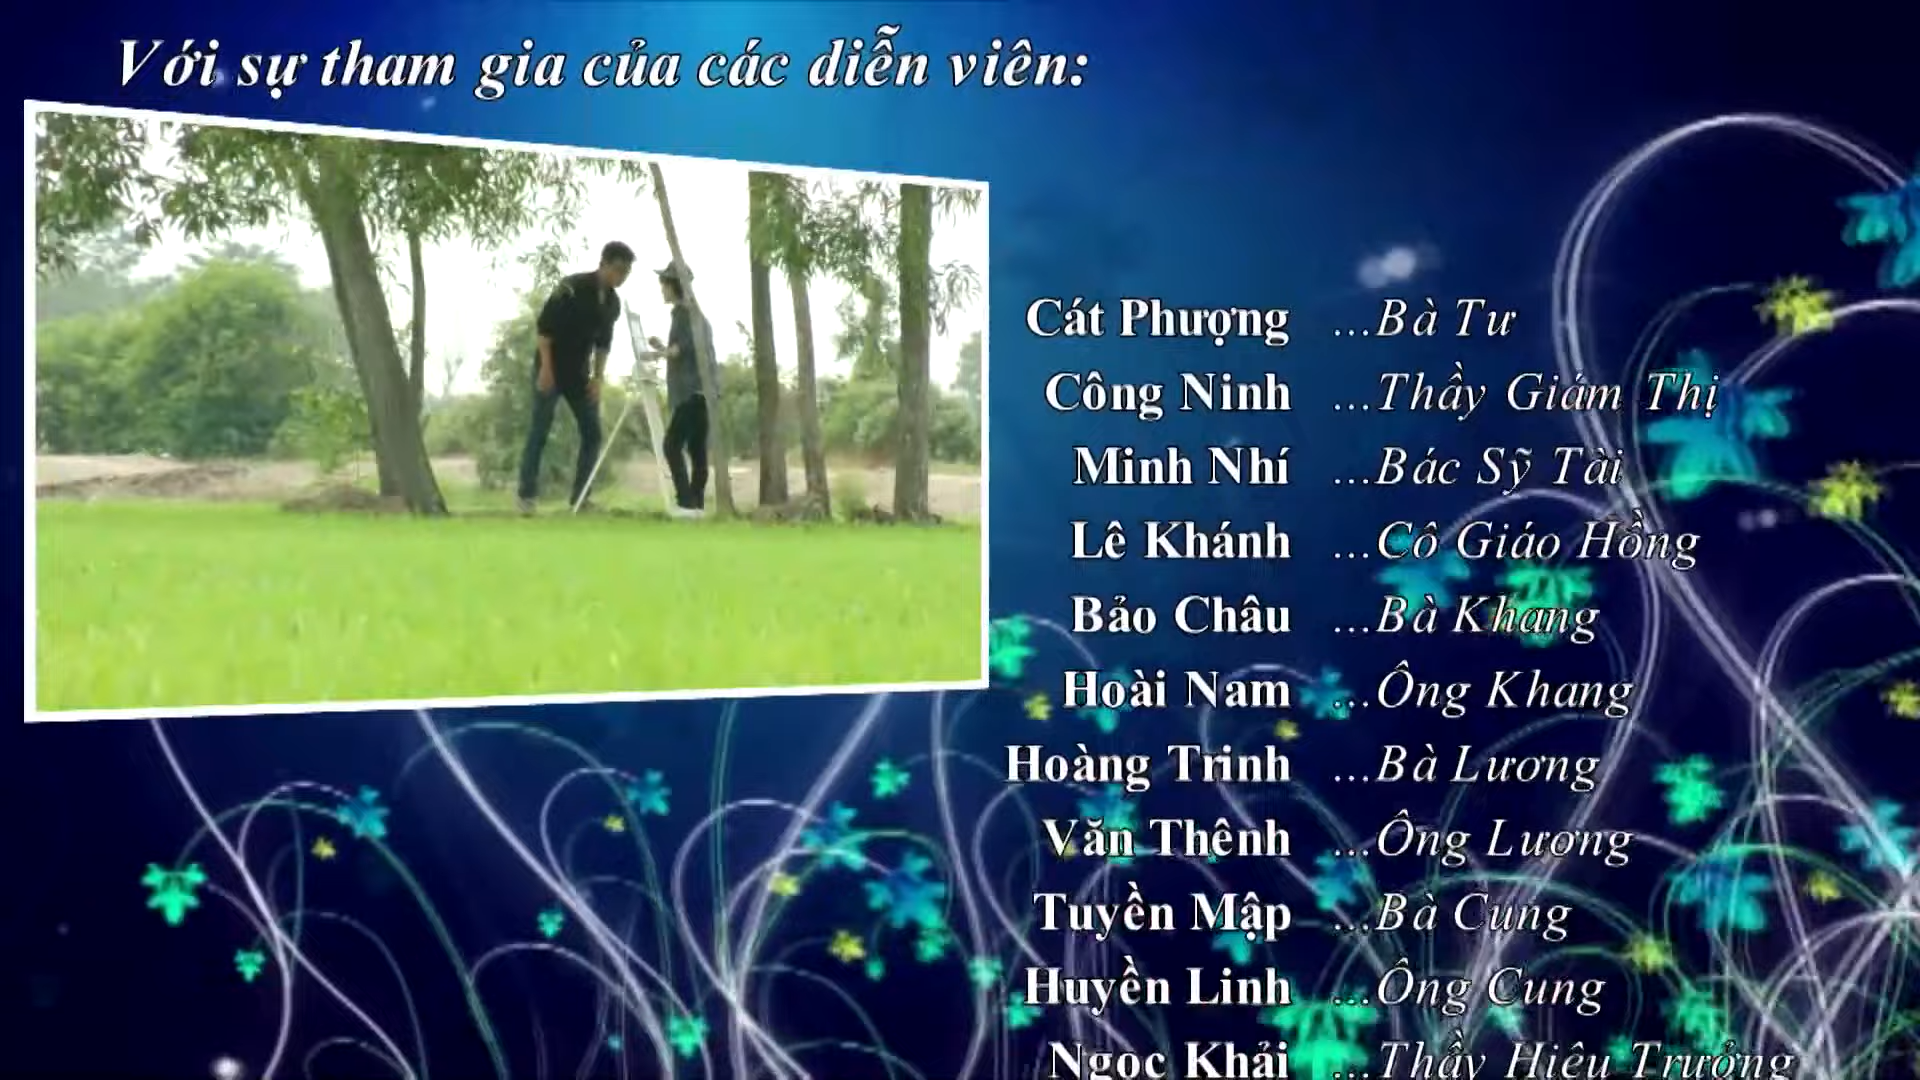 Với sự tham gia của các diễn viên:
Cát Phượng ...Bà Tư
Công Ninh ...Thầy Giám Thị
Minh Nhí ...Bác Sỹ Tài
Lê Khánh ...Cô Giáo Hồng
Bảo Châu ...Bà Khang
Hoài Nam ...Ông Khang
Hoàng Trinh ...Bà Lương
Văn Thênh ...Ông Lương
Tuyền Mập ...Bà Cung
Huyền Linh ...Ông Cung
Ngọc Khải ...Thầy Hiệu Trưởng